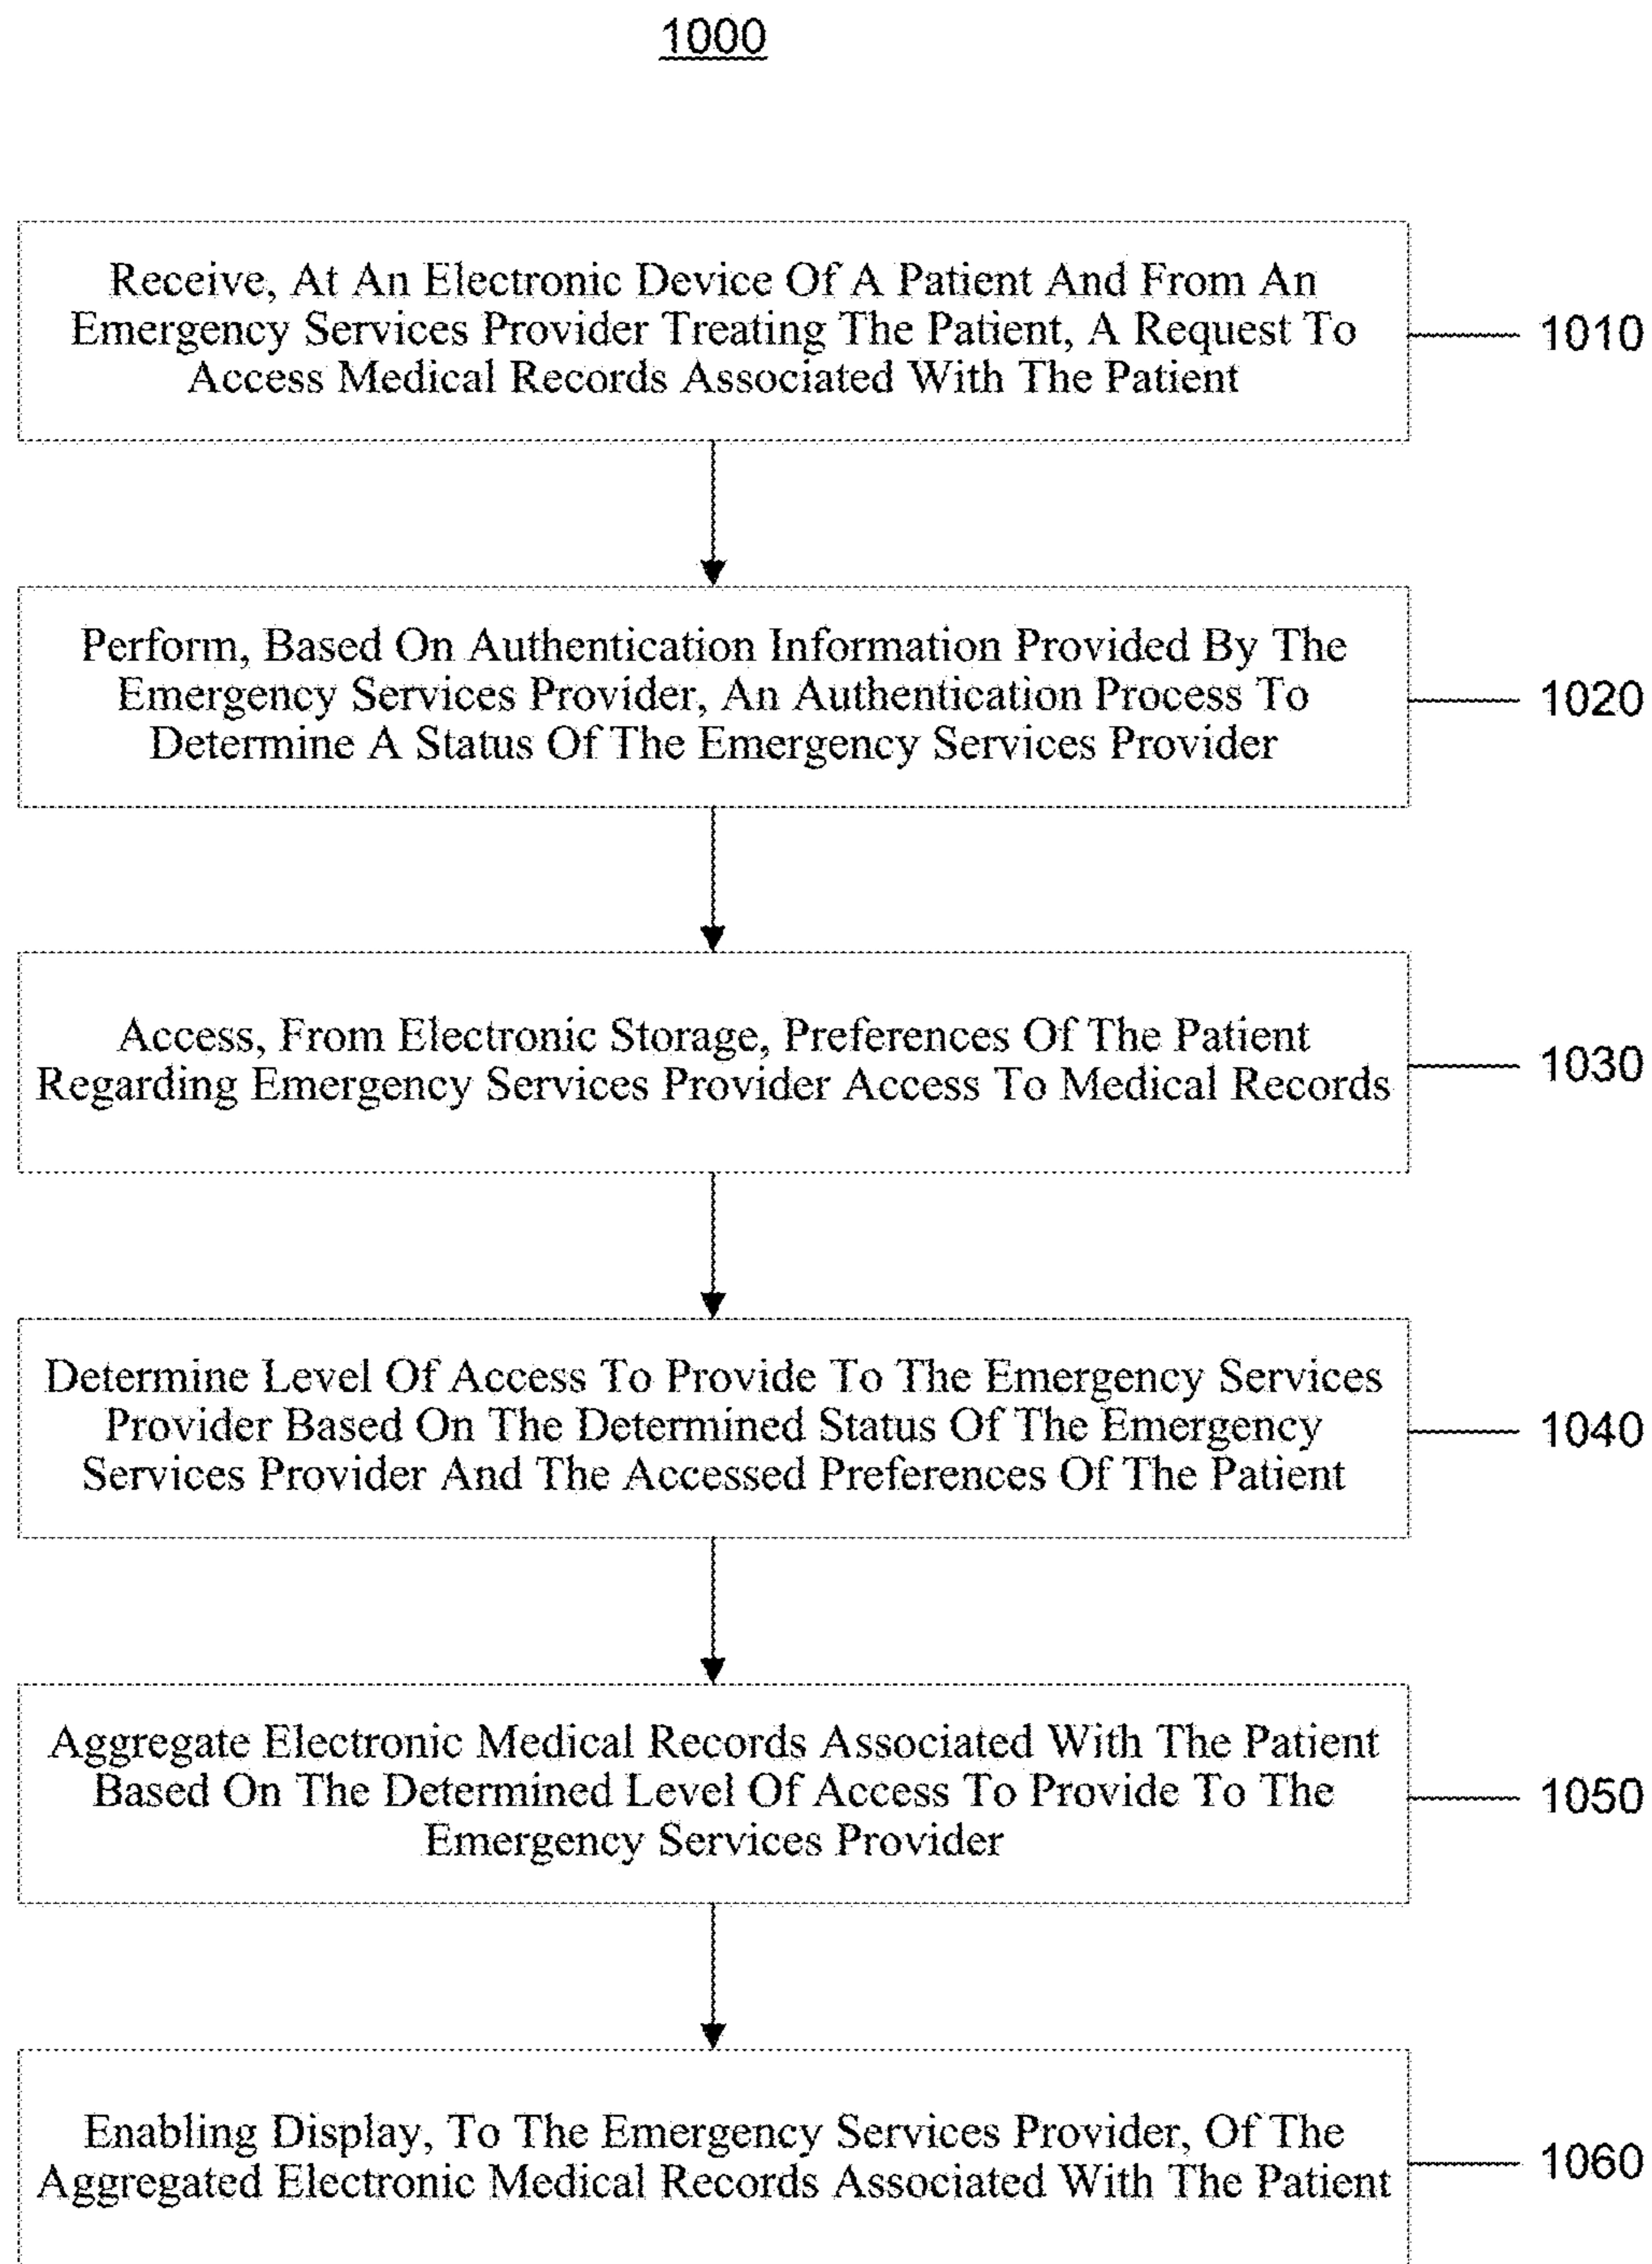 1000
Receive, At An Electronic Device Of A Patient And From An
Emergency Services Provider Treating The Patient, A Request To
Access Medical Records Associated With The Patient
1010
Perform, Based On Authentication Information Provided By The
Emergency Services Provider, An Authentication Process To
Determine A Status Of The Emergency Services Provider
1020
Access, From Electronic Storage, Preferences Of The Patient
Regarding Emergency Services Provider Access To Medical Records
1030
Determine Level Of Access To Provide To The Emergency Services
Provider Based On The Determined Status Of The Emergency
Services Provider And The Accessed Preferences Of The Patient
1040
Aggregate Electronic Medical Records Associated With The Patient
Based On The Determined Level Of Access To Provide To The
Emergency Services Provider
1050
Enabling Display, To The Emergency Services Provider, Of The
Aggregated Electronic Medical Records Associated With The Patient
1060